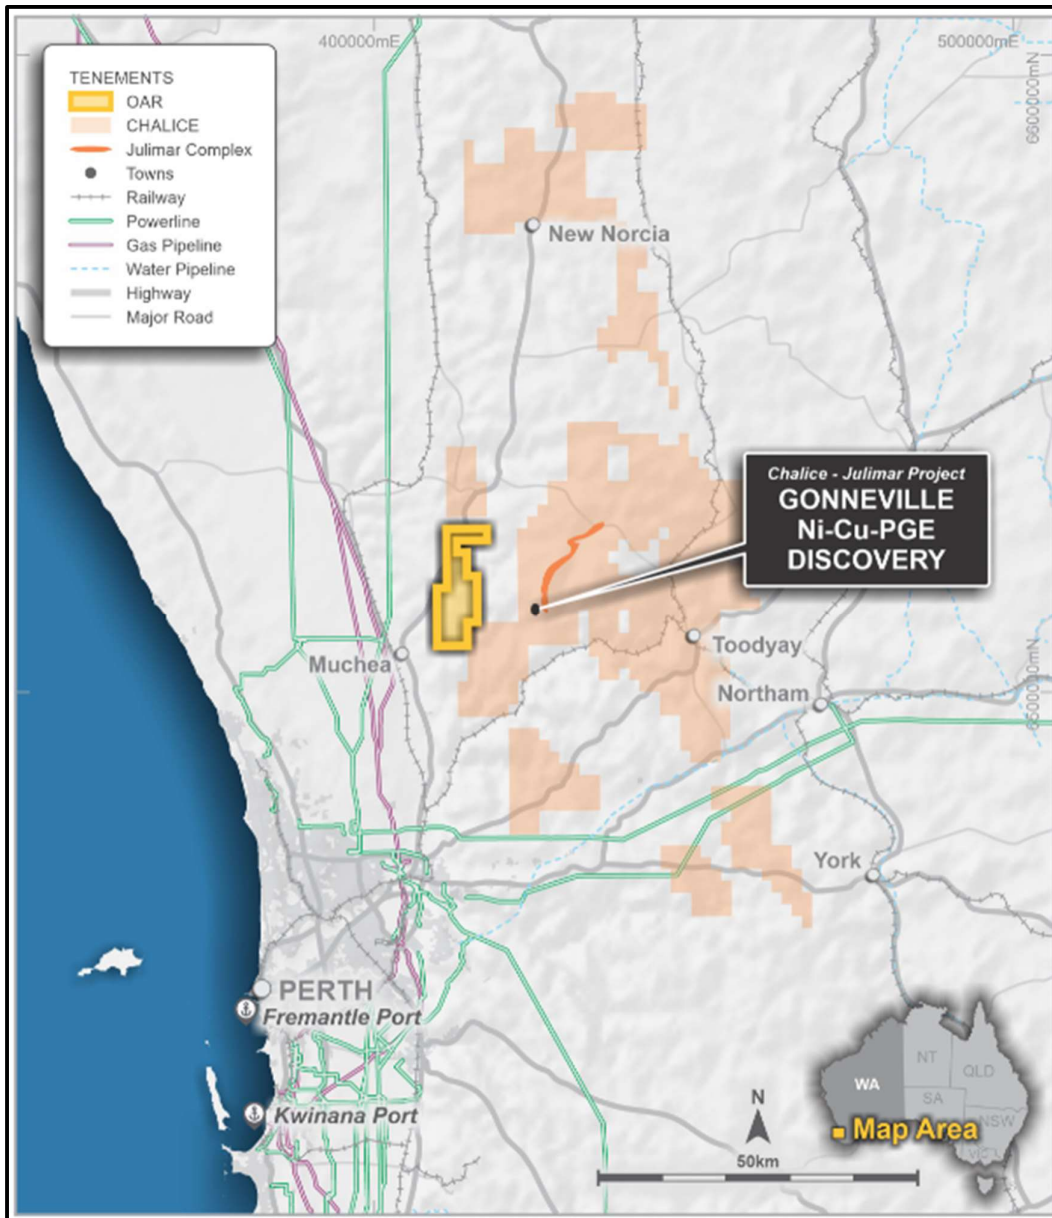 400000mE
500000mE
6600000mN
TENEMENTS
OAR
CHALICE
Julimar Complex
Towns
Railway
Powerline
Gas Pipeline
Water Pipeline
Highway
Major Road
New Norcia
Chalice - Julimar Project
GONNEVILLE
Ni-Cu-PGE
DISCOVERY
Muchea
Toodyay
Northam
6500000mN
York
PERTH
Fremantle Port
Kwinana Port
N
50km
WA
NT
QLD
SA
NSW
Map Area